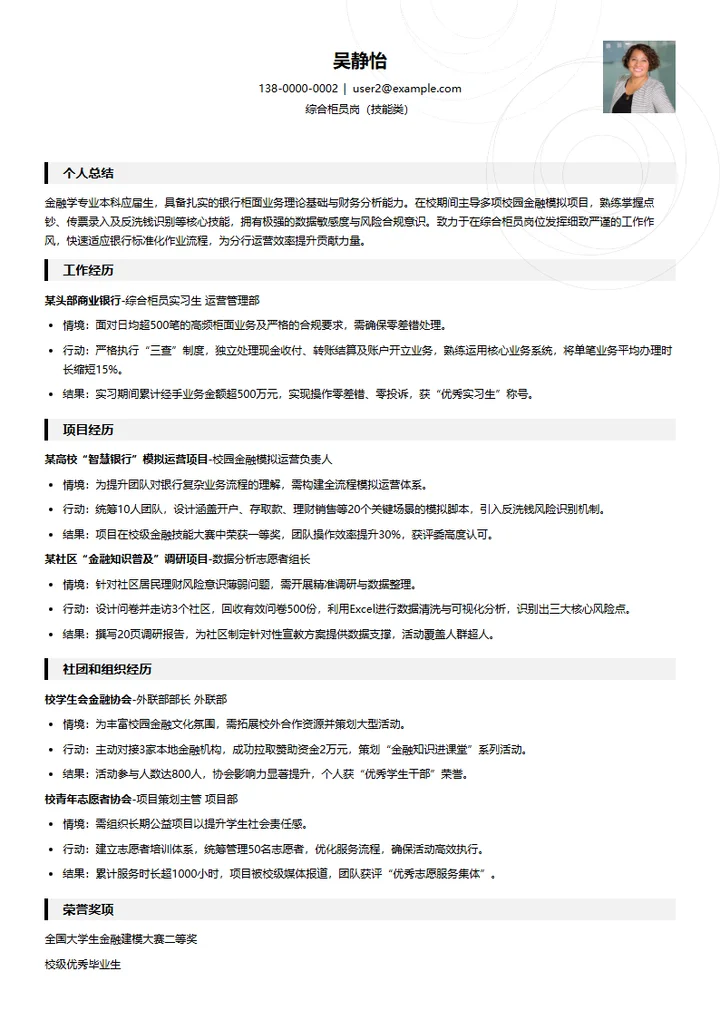 吴静怡
138-0000-0002 | user2@example.com
综合柜员岗（技能类）
个人总结
金融学专业本科应届生，具备扎实的银行柜面业务理论基础与财务分析能力。在校期间主导多项校园金融模拟项目，熟练掌握点
钞、传票录入及反洗钱识别等核心技能，拥有极强的数据敏感度与风险合规意识。致力于在综合柜员岗位发挥细致严谨的工作作
风，快速适应银行标准化作业流程，为分行运营效率提升贡献力量。
工作经历
某头部商业银行-综合柜员实习生 运营管理部
• 情境：面对日均超500笔的高频柜面业务及严格的合规要求，需确保零差错处理。
• 行动：严格执行“三查”制度，独立处理现金收付、转账结算及账户开立业务，熟练运用核心业务系统，将单笔业务平均办理时
长缩短15%。
• 结果：实习期间累计经手业务金额超500万元，实现操作零差错、零投诉，获“优秀实习生”称号。
项目经历
某高校“智慧银行”模拟运营项目-校园金融模拟运营负责人
• 情境：为提升团队对银行复杂业务流程的理解，需构建全流程模拟运营体系。
• 行动：统筹10人团队，设计涵盖开户、存取款、理财销售等20个关键场景的模拟脚本，引入反洗钱风险识别机制。
• 结果：项目在校级金融技能大赛中荣获一等奖，团队操作效率提升30%，获评委高度认可。
某社区“金融知识普及”调研项目-数据分析志愿者组长
• 情境：针对社区居民理财风险意识薄弱问题，需开展精准调研与数据整理。
• 行动：设计问卷并走访3个社区，回收有效问卷500份，利用Excel进行数据清洗与可视化分析，识别出三大核心风险点。
• 结果：撰写20页调研报告，为社区制定针对性宣教方案提供数据支撑，活动覆盖人群超人。
社团和组织经历
校学生会金融协会-外联部部长 外联部
• 情境：为丰富校园金融文化氛围，需拓展校外合作资源并策划大型活动。
• 行动：主动对接3家本地金融机构，成功拉取赞助资金2万元，策划“金融知识进课堂”系列活动。
• 结果：活动参与人数达800人，协会影响力显著提升，个人获“优秀学生干部”荣誉。
校青年志愿者协会-项目策划主管 项目部
• 情境：需组织长期公益项目以提升学生社会责任感。
• 行动：建立志愿者培训体系，统筹管理50名志愿者，优化服务流程，确保活动高效执行。
• 结果：累计服务时长超1000小时，项目被校级媒体报道，团队获评“优秀志愿服务集体”。
荣誉奖项
全国大学生金融建模大赛二等奖
校级优秀毕业生